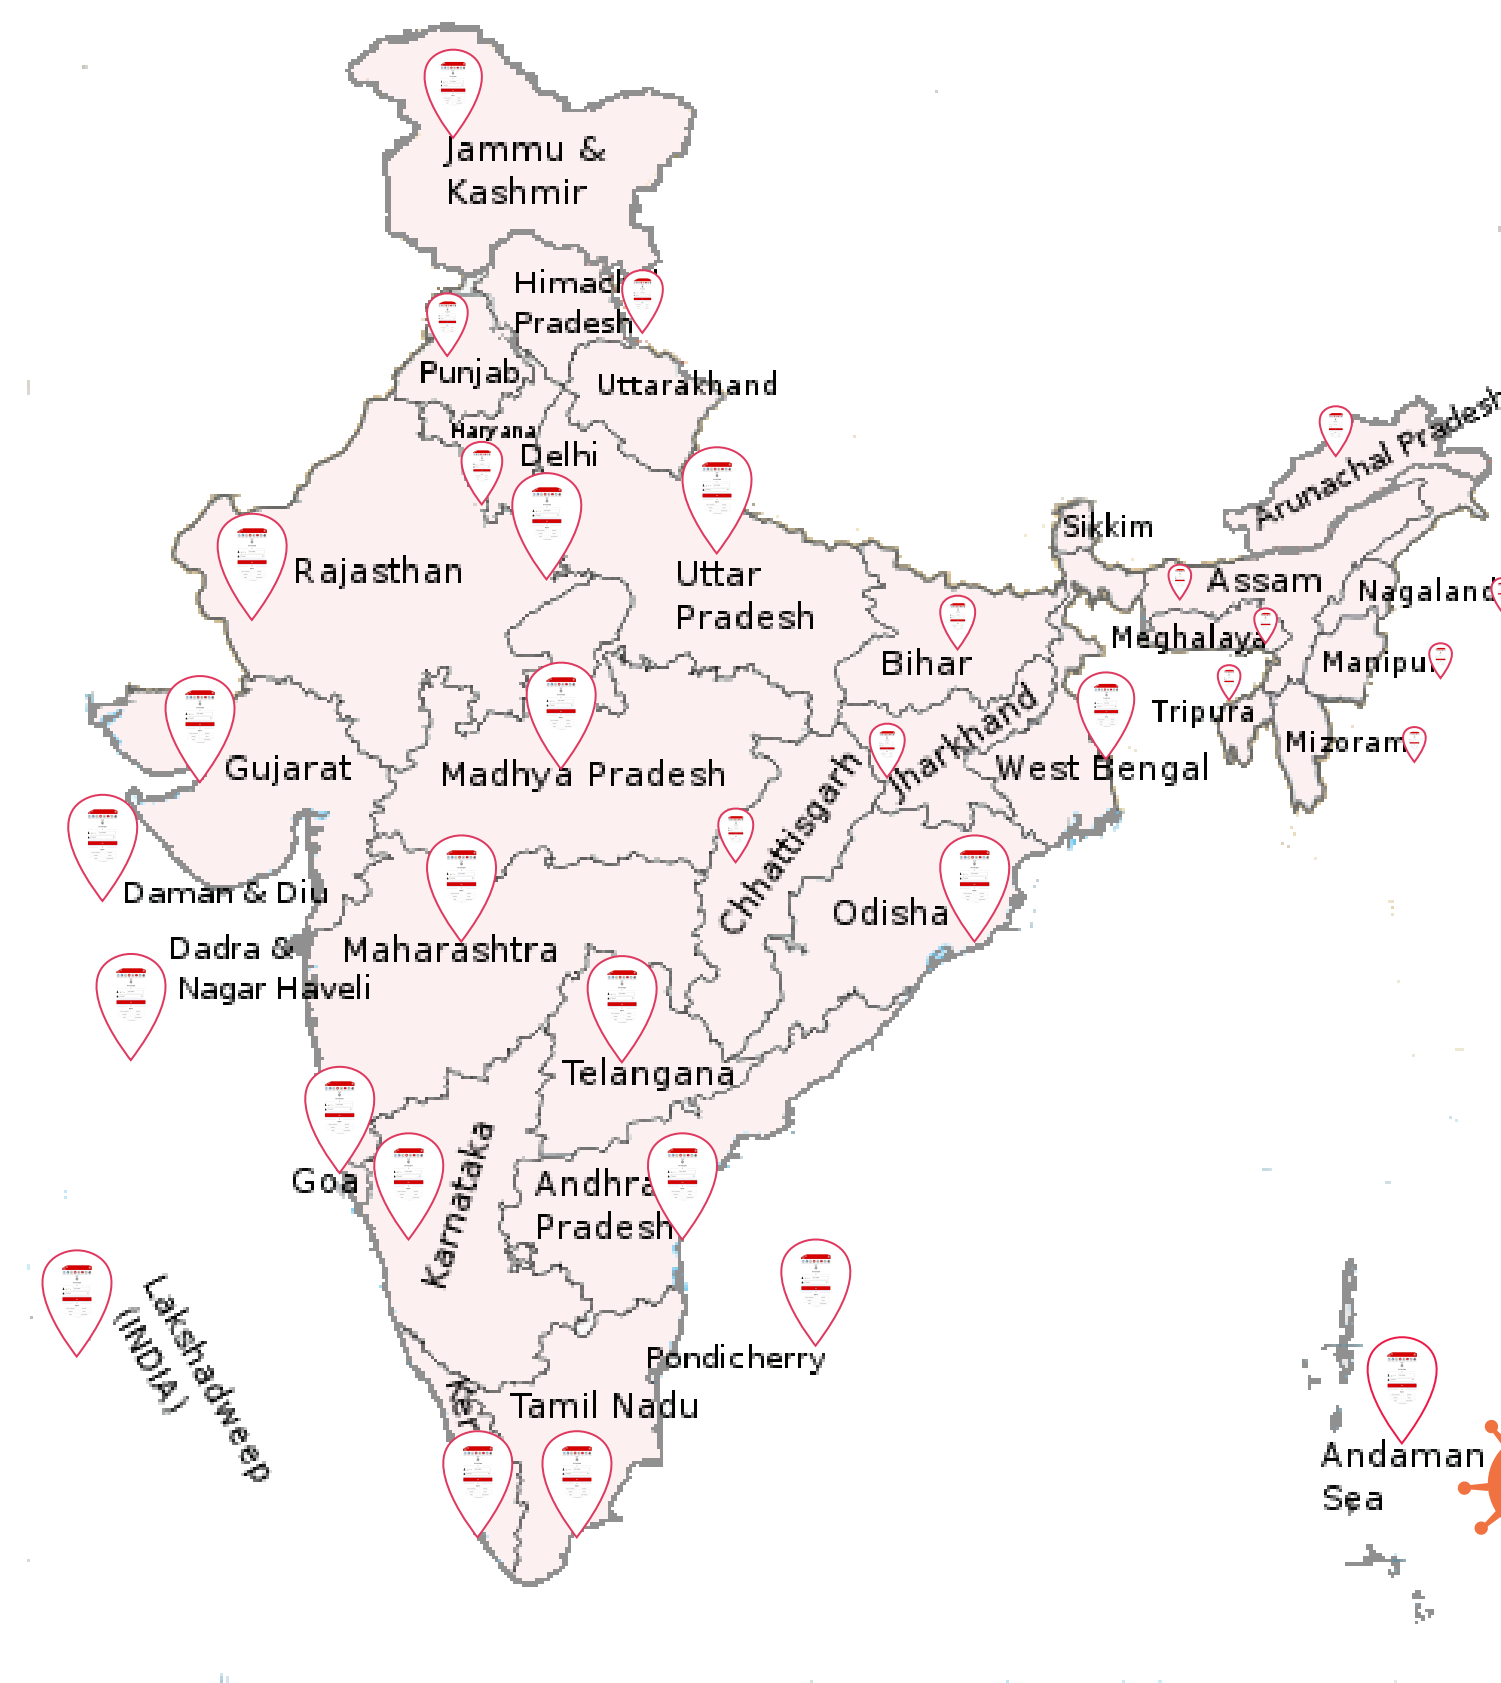 Jammu &
Kashmir
Himachal
Pradesh
Punjab
Uttarakhand
Haryana
Delhi
Arunachal Pradesh
Sikkim
Rajasthan
Uttar
Pradesh
Assam
Nagaland
Meghalaya
Bihar
Manipur
Tripura
Jharkhand
Mizoram
Gujarat
Madhya Pradesh
West Bengal
Chhattisgarh
Daman & Diu
Odisha
Dadra &
Nagar Haveli
Maharashtra
Telangana
Goa
Karnataka
Andhra
Pradesh
Lakshadweep
(INDIA)
Pondicherry
Ker
Tamil Nadu
Andaman
Sea